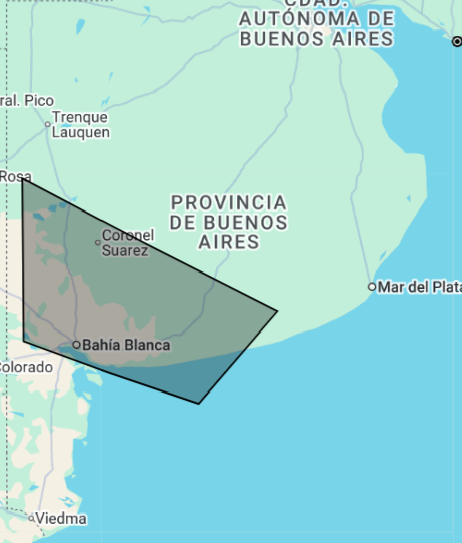 CDAD.
AUTÓNOMA DE
BUENOS AIRES
ral. Pico
Trenque
Lauquen
Rosa
PROVINCIA
DE BUENOS
AIRES
Coronel
Suarez
Mar del Plata
Bahía Blanca
Colorado
Viedma